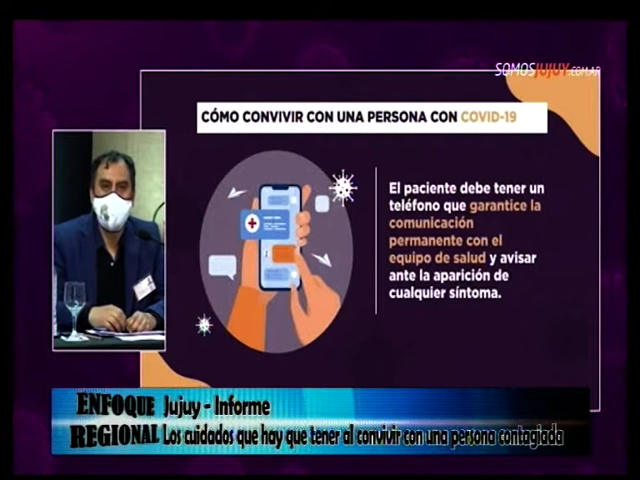 SOMOSJUJUY.COM.AR
CÓMO CONVIVIR CON UNA PERSONA CON COVID-19
El paciente debe tener un
teléfono que garantice la
comunicación
permanente con el
equipo de salud y avisar
ante la aparición de
cualquier síntoma.
ENFOQUE
REGIONAL
Jujuy - Informe
Los cuidados que hay que tener al convivir con una persona contagiada